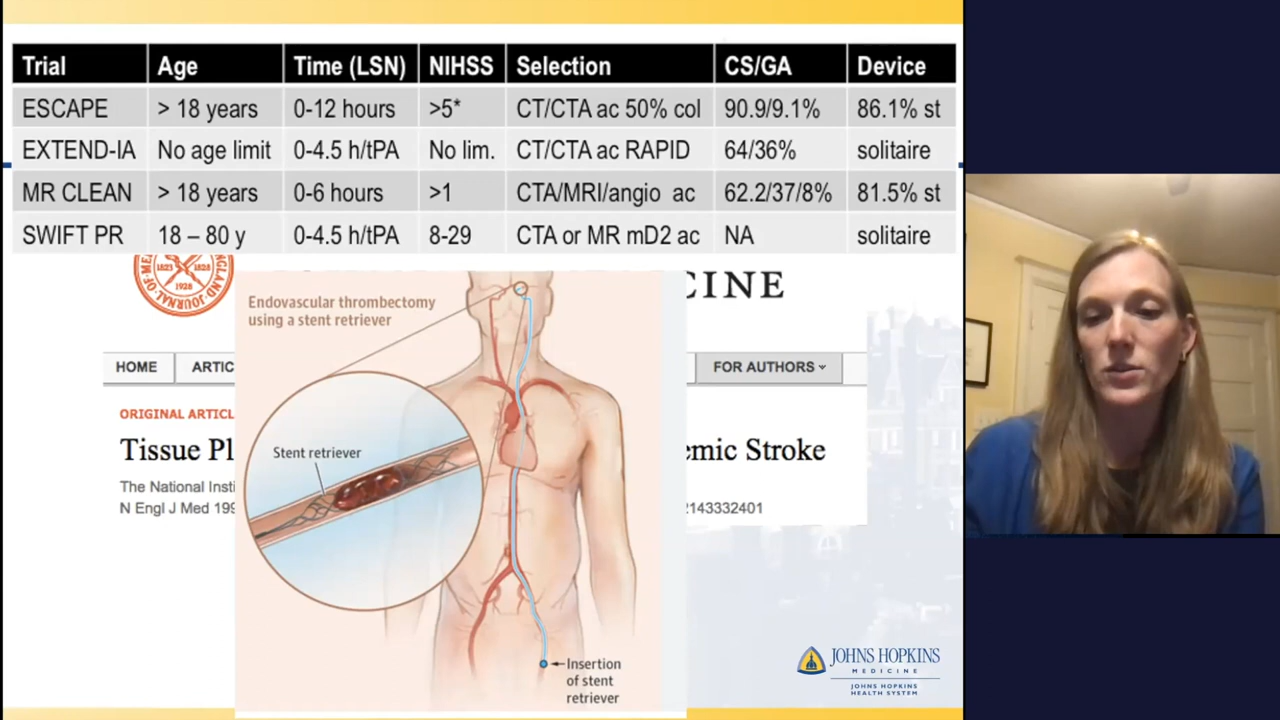 Trial Age Time (LSN) NIHSS Selection CS/GA Device
ESCAPE > 18 years 0-12 hours >5* CT/CTA ac 50% col 90.9/9.1% 86.1% st
EXTEND-IA No age limit 0-4.5 h/tPA No lim. CT/CTA ac RAPID 64/36% solitaire
MR CLEAN > 18 years 0-6 hours >1 CTA/MRI/angio ac 62.2/37/8% 81.5% st
SWIFT PR 18 – 80 y 0-4.5 h/tPA 8-29 CTA or MR mD2 ac NA solitaire
1823 1828
1928
CINE
Endovascular thrombectomy
using a stent retriever
HOME ARTIC FOR AUTHORS
ORIGINAL ARTICL
Stent retriever
Tissue Pl emic Stroke
The National Insti
N Engl J Med 199 2143332401
Insertion
of stent
retriever
JOHNS HOPKINS
MEDICINE
JOHNS HOPKINS
HEALTH SYSTEM